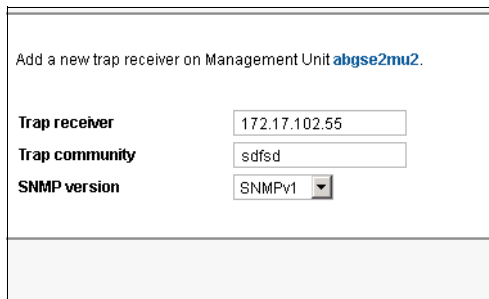 Add a new trap receiver on Management Unit abgse2mu2.
Trap receiver 172.17.102.55
Trap community sdfsd
SNMP version SNMPv1